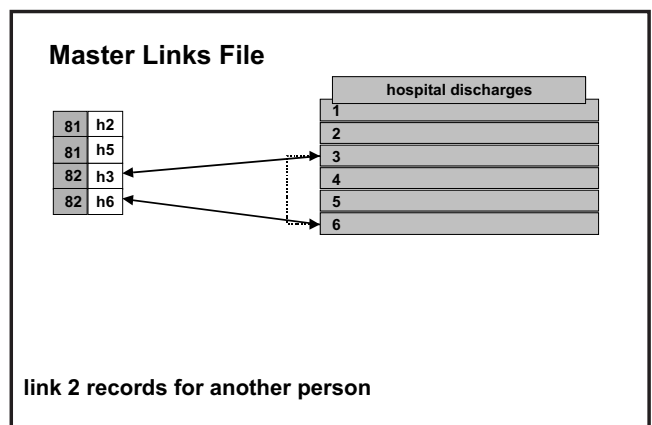 Master Links File
hospital discharges
81 h2
81 h5
82 h3
82 h6
1
2
3
4
5
6
link 2 records for another person